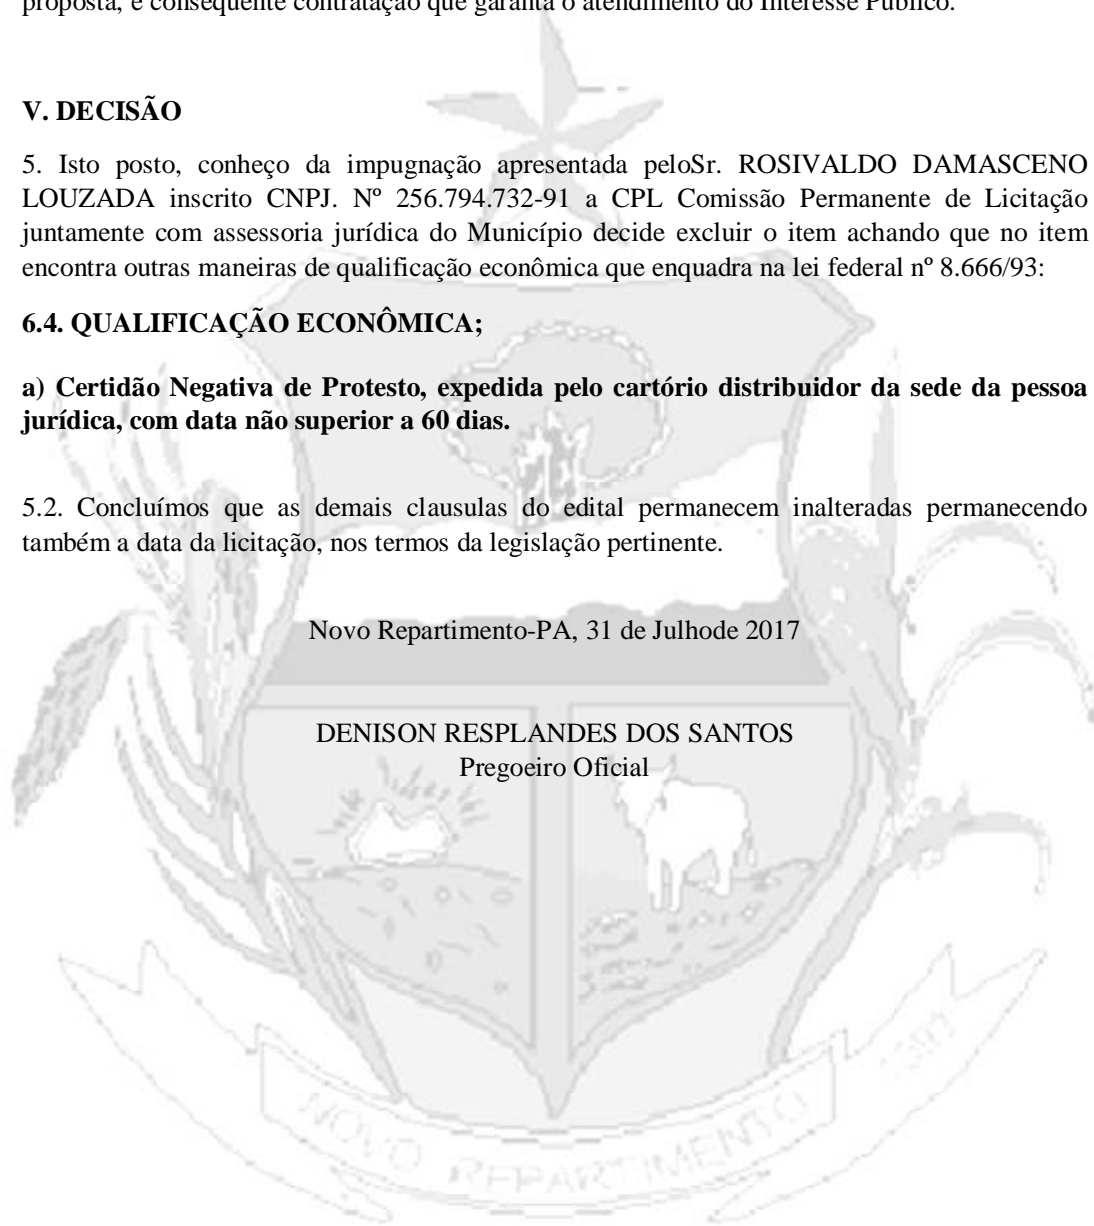 proposta, e consequente contratação que garanta o atendimento do Interesse Público.
V. DECISÃO
5. Isto posto, conheço da impugnação apresentada peloSr. ROSIVALDO DAMASCENO
LOUZADA inscrito CNPJ. Nº 256.794.732-91 a CPL Comissão Permanente de Licitação
juntamente com assessoria jurídica do Município decide excluir o item achando que no item
encontra outras maneiras de qualificação econômica que enquadra na lei federal nº 8.666/93:
6.4. QUALIFICAÇÃO ECONÔMICA;
a) Certidão Negativa de Protesto, expedida pelo cartório distribuidor da sede da pessoa
jurídica, com data não superior a 60 dias.
5.2. Concluímos que as demais clausulas do edital permanecem inalteradas permanecendo
também a data da licitação, nos termos da legislação pertinente.
Novo Repartimento-PA, 31 de Julhode 2017
DENISON RESPLANDES DOS SANTOS
Pregoeiro Oficial
NOVO REPARTIMENTO